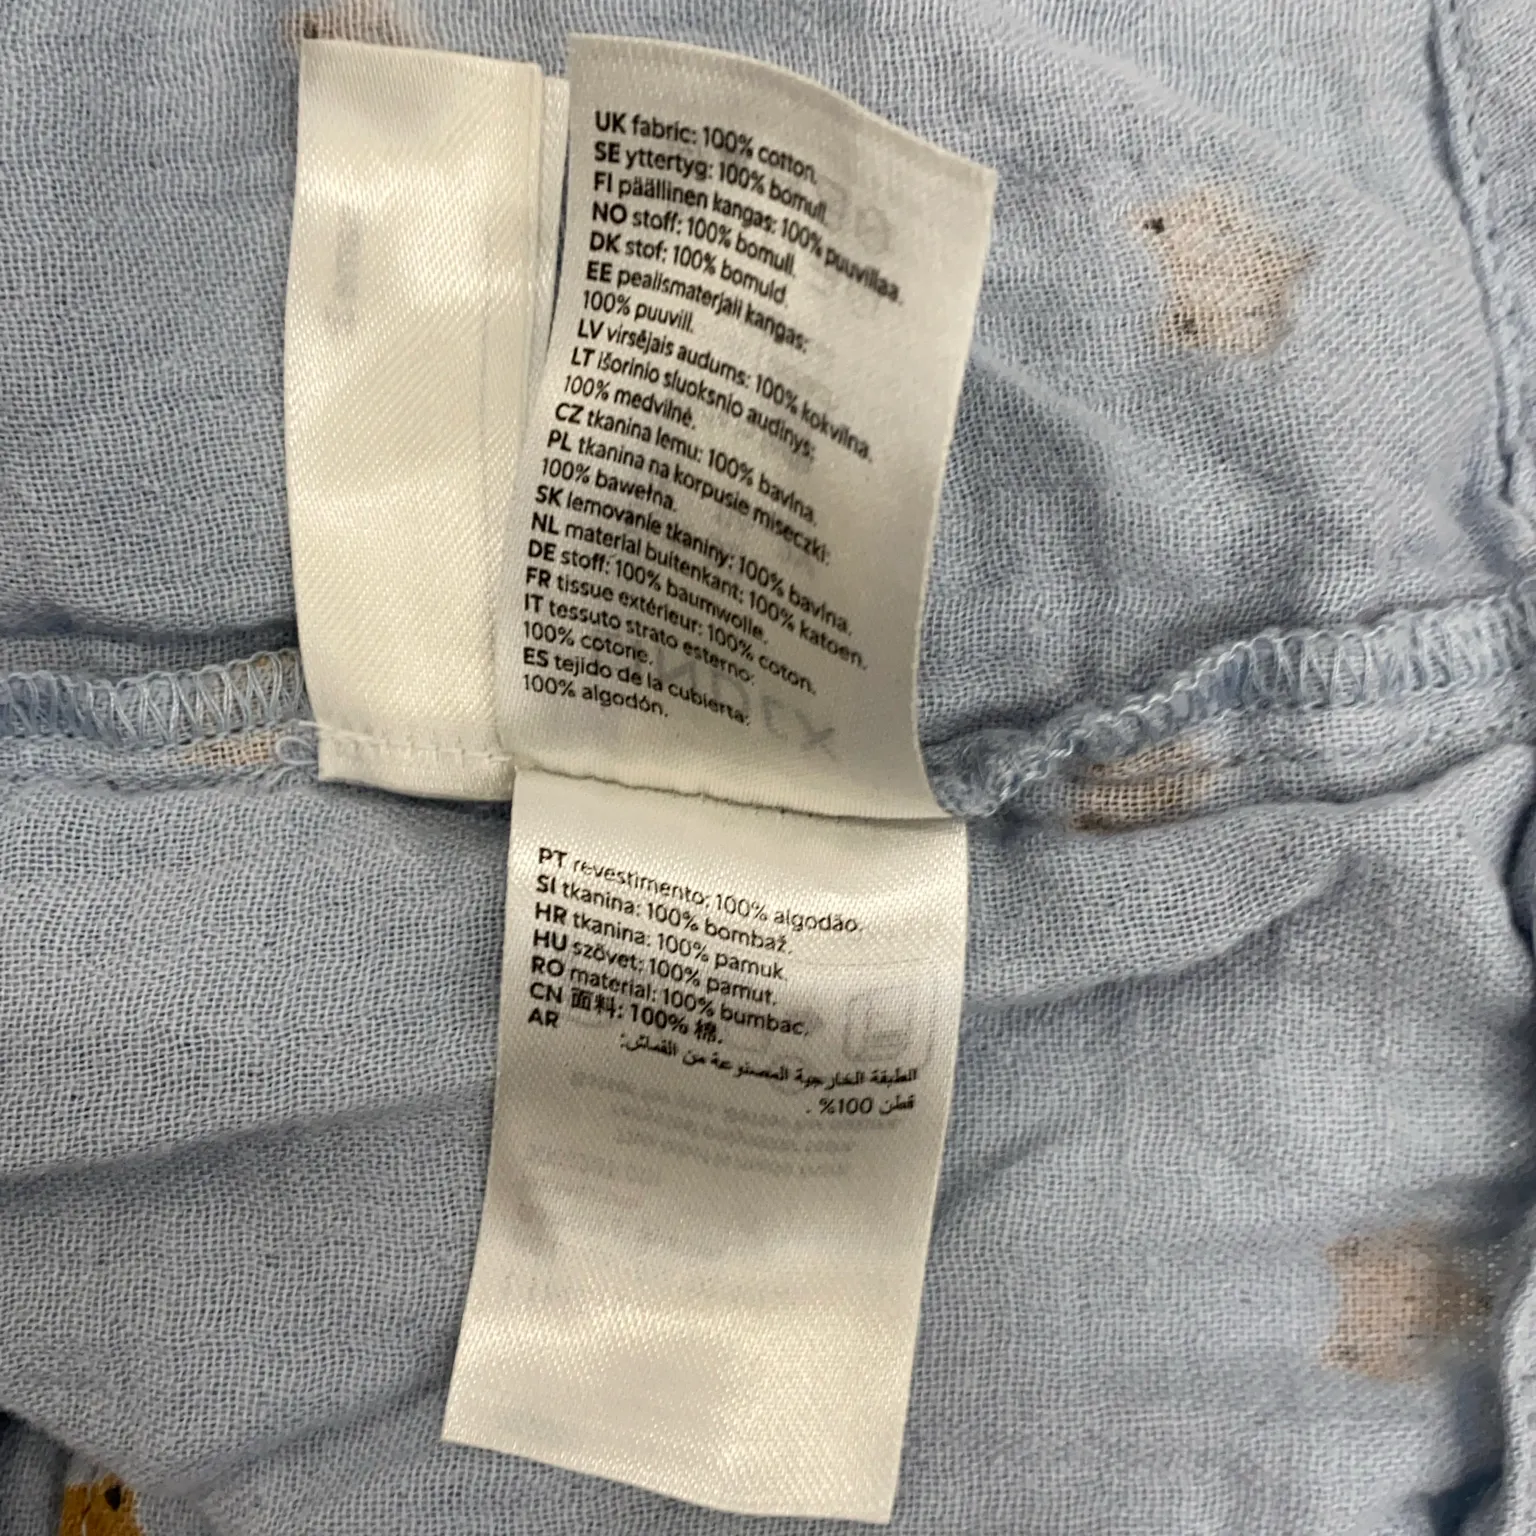 UK fabric: 100% cotton.
SE yttertyg: 100% bomull.
FI päällinen kangas: 100% puuvillaa.
NO stoff: 100% bomull.
DK stof: 100% bomuld.
EE pealismaterjali kangas:
100% puuvill.
LV virsējais audums: 100% kokvilna.
LT išorinio sluoksnio audinys:
100% medvilnė.
CZ tkanina lemu: 100% bavlna.
PL tkanina na korpusie miseczki:
100% bawełna.
SK lemovanie tkaniny: 100% bavlna.
NL material buitenkant: 100% katoen.
DE stoff: 100% baumwolle.
FR tissue extérieur: 100% coton.
IT tessuto strato esterno:
100% cotone.
ES tejido de la cubierta:
100% algodón.
PT revestimento: 100% algodão.
SI tkanina: 100% bombaž.
HR tkanina: 100% pamuk.
HU szövet: 100% pamut.
RO material: 100% bumbac.
CN 面料: 100% 棉.
AR
الطبقة الخارجية المصنوعة من القماش:
قطن 100% .